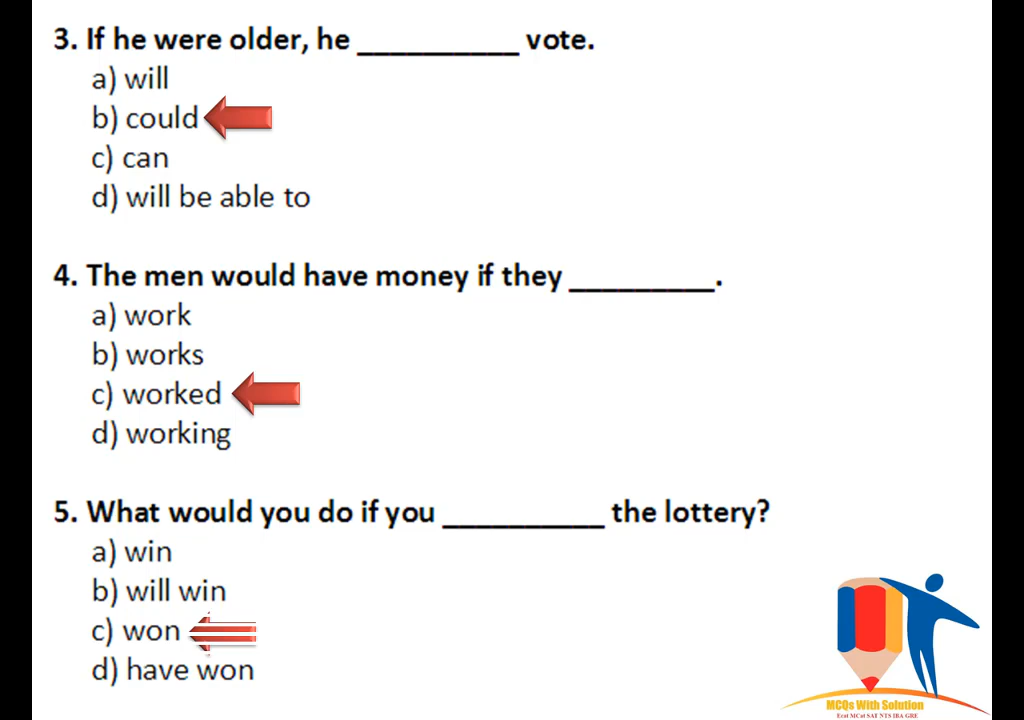 3. If he were older, he __________ vote.
a) will
b) could
c) can
d) will be able to
4. The men would have money if they _________.
a) work
b) works
c) worked
d) working
5. What would you do if you __________ the lottery?
a) win
b) will win
c) won
d) have won
MCQs With Solution
Ecat MCat SAT NTS IBA GRE